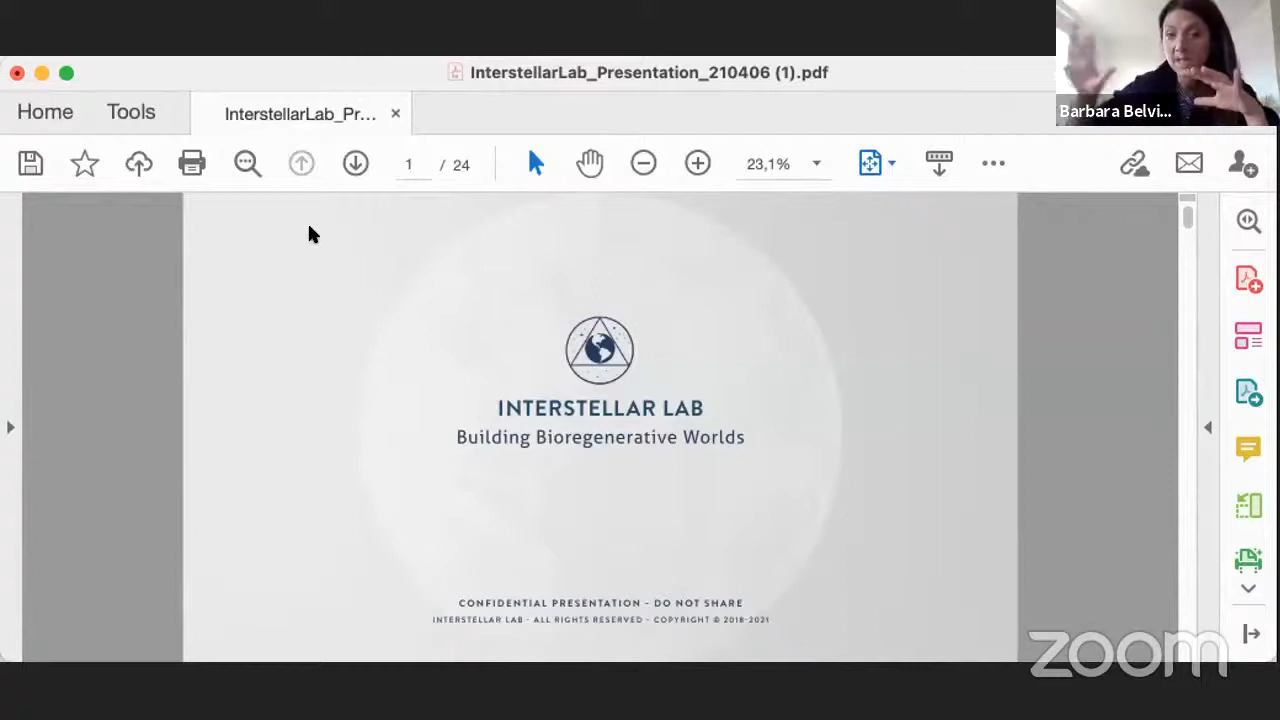 InterstellarLab_Presentation_210406 (1).pdf
Home
Tools
InterstellarLab_Pr...
Barbara Belvi...
1 / 24
23,1%
INTERSTELLAR LAB
Building Bioregenerative Worlds
CONFIDENTIAL PRESENTATION - DO NOT SHARE
INTERSTELLAR LAB - ALL RIGHTS RESERVED - COPYRIGHT © 2018-2021
zoom